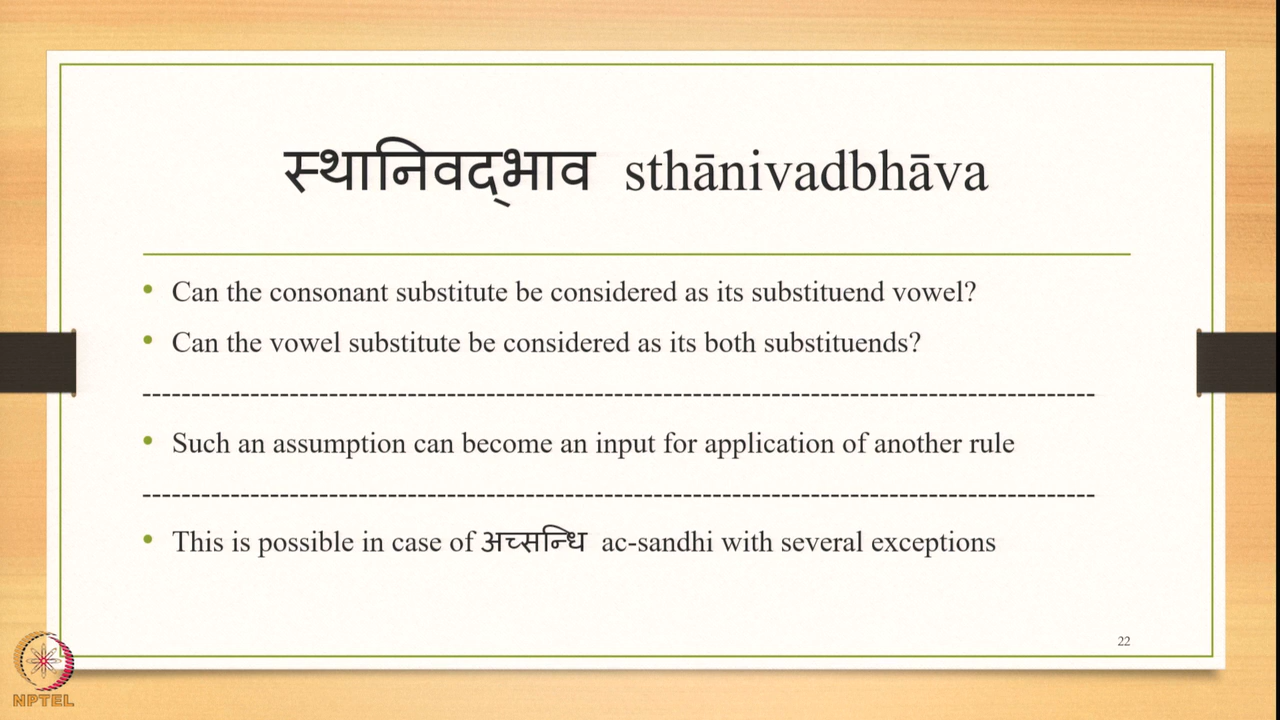 स्थानिवद्भाव sthānivadbhāva
• Can the consonant substitute be considered as its substituend vowel?
• Can the vowel substitute be considered as its both substituends?
--------------------------------------------------------------------------------------------
• Such an assumption can become an input for application of another rule
--------------------------------------------------------------------------------------------
• This is possible in case of अच्सन्धि ac-sandhi with several exceptions
22
NPTEL